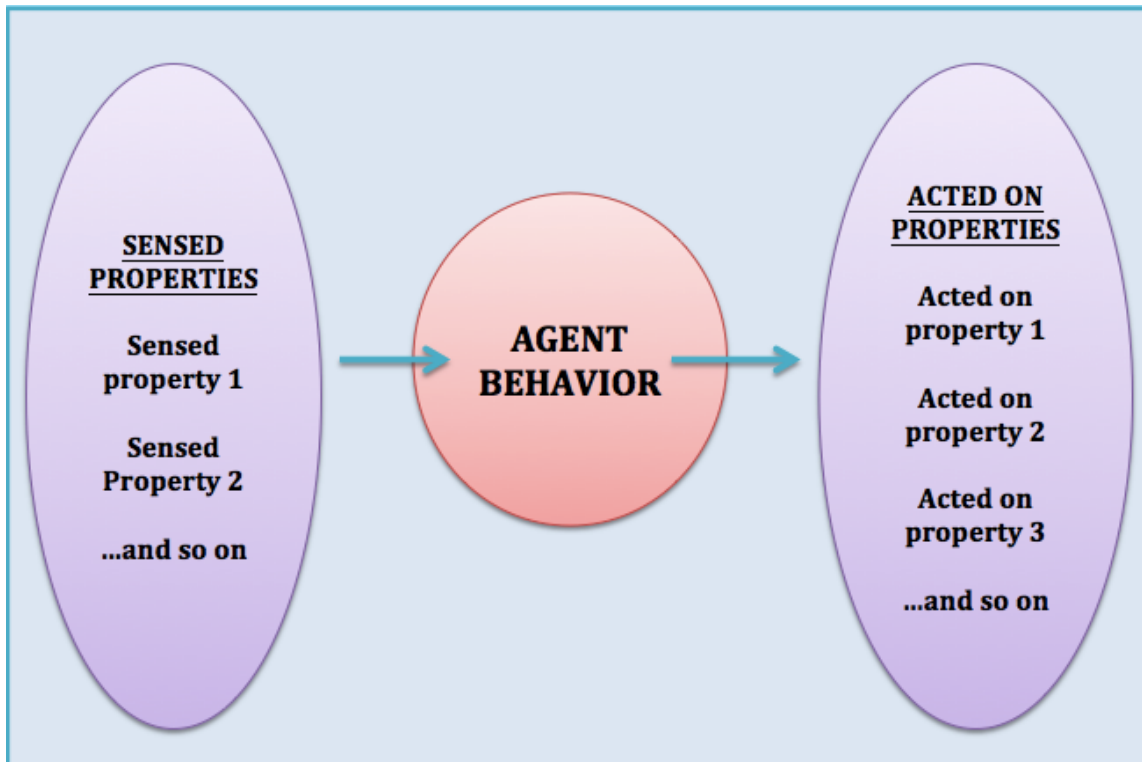 SENSED
PROPERTIES
Sensed
property 1
Sensed
Property 2
...and so on
AGENT
BEHAVIOR
ACTED ON
PROPERTIES
Acted on
property 1
Acted on
property 2
Acted on
property 3
...and so on